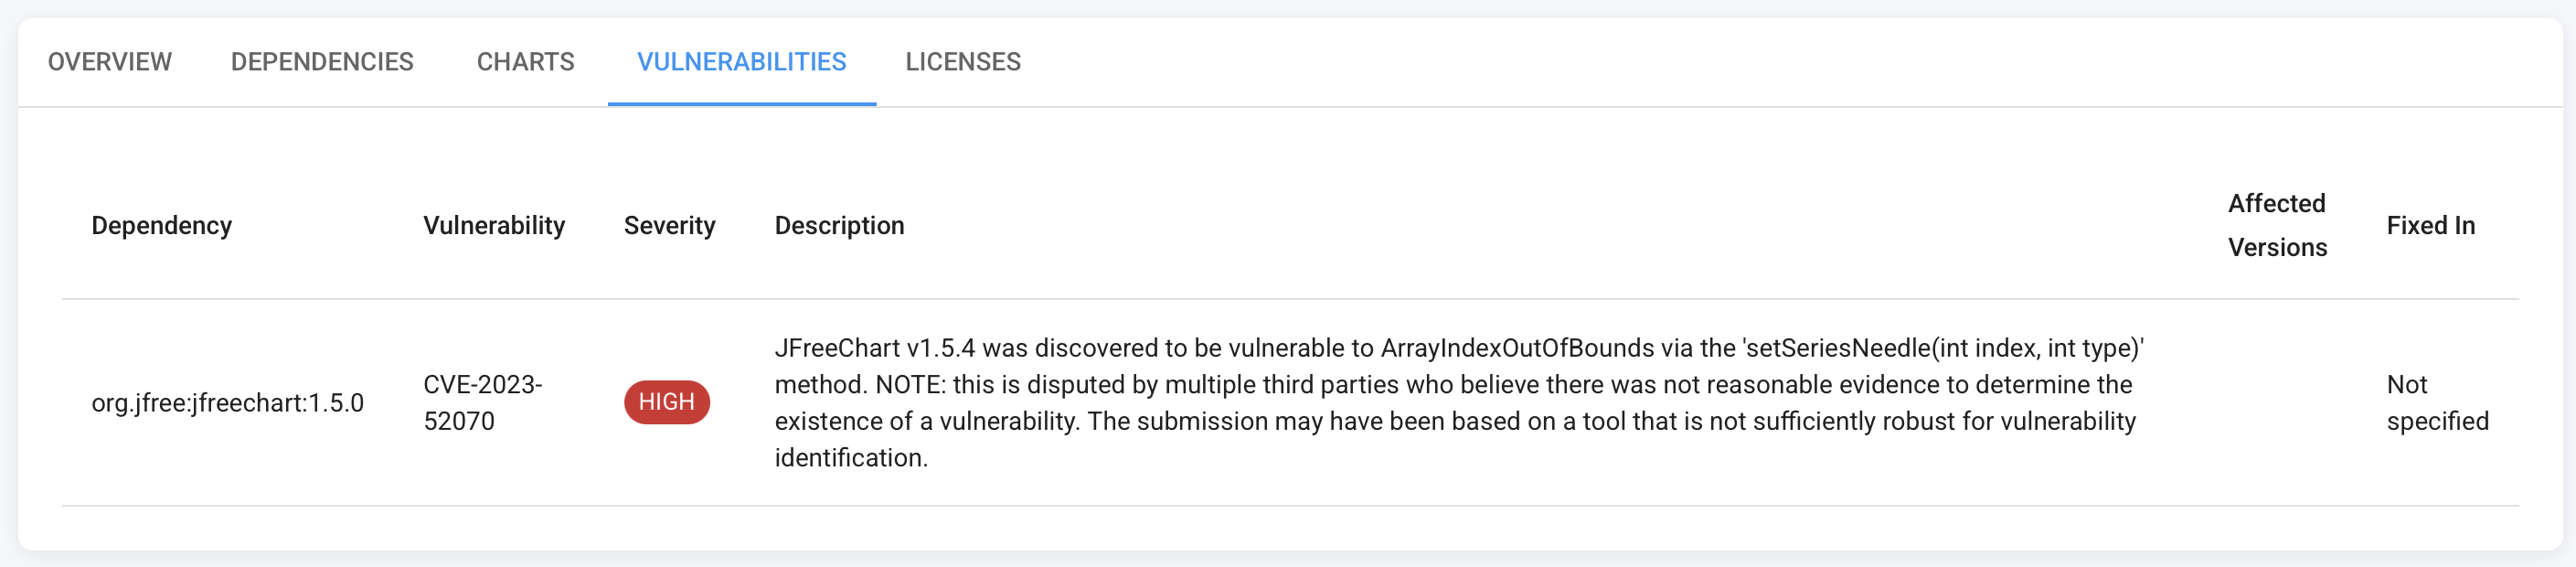 OVERVIEW DEPENDENCIES CHARTS VULNERABILITIES LICENSES
Dependency Vulnerability Severity Description Affected Versions Fixed In
org.jfree:jfreechart:1.5.0
CVE-2023-
52070
HIGH
JFreeChart v1.5.4 was discovered to be vulnerable to ArrayIndexOutOfBounds via the 'setSeriesNeedle(int index, int type)'
method. NOTE: this is disputed by multiple third parties who believe there was not reasonable evidence to determine the
existence of a vulnerability. The submission may have been based on a tool that is not sufficiently robust for vulnerability
identification.
Not
specified